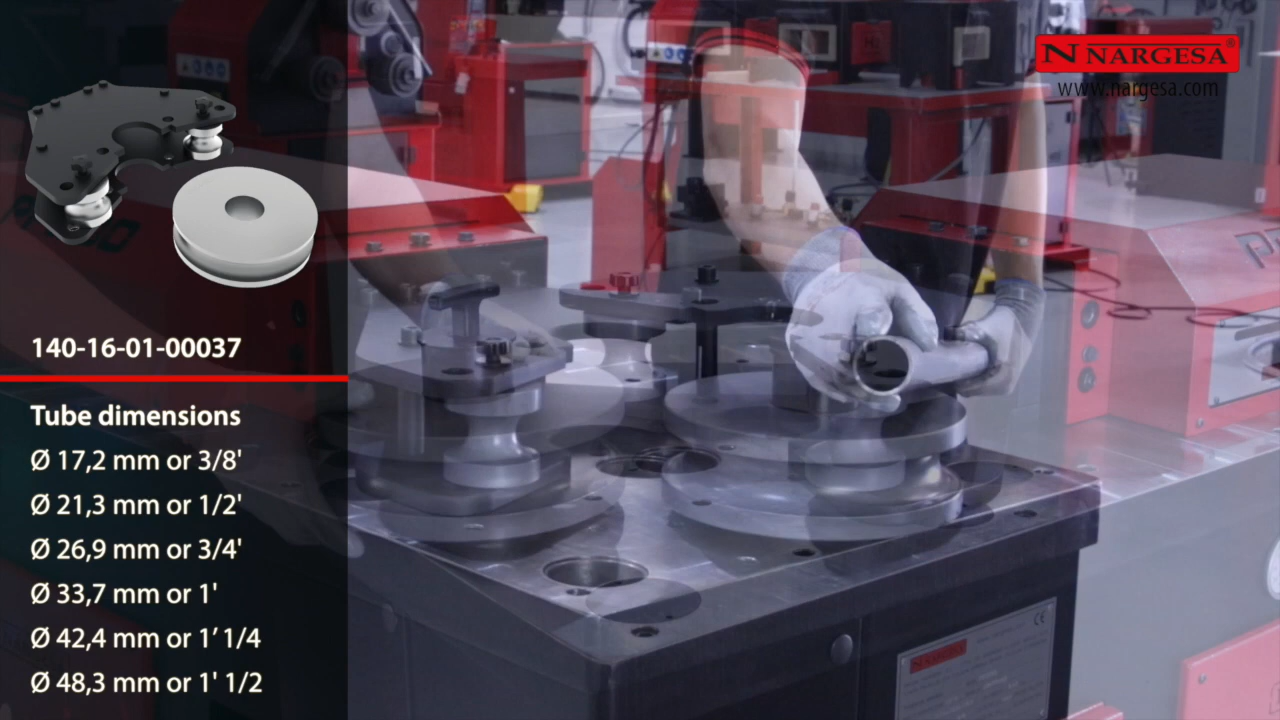 N NARGESA®
www.nargesa.com
140-16-01-00037
Tube dimensions
Ø 17,2 mm or 3/8'
Ø 21,3 mm or 1/2'
Ø 26,9 mm or 3/4'
Ø 33,7 mm or 1'
Ø 42,4 mm or 1’ 1/4
Ø 48,3 mm or 1' 1/2
N NARGESA
CE